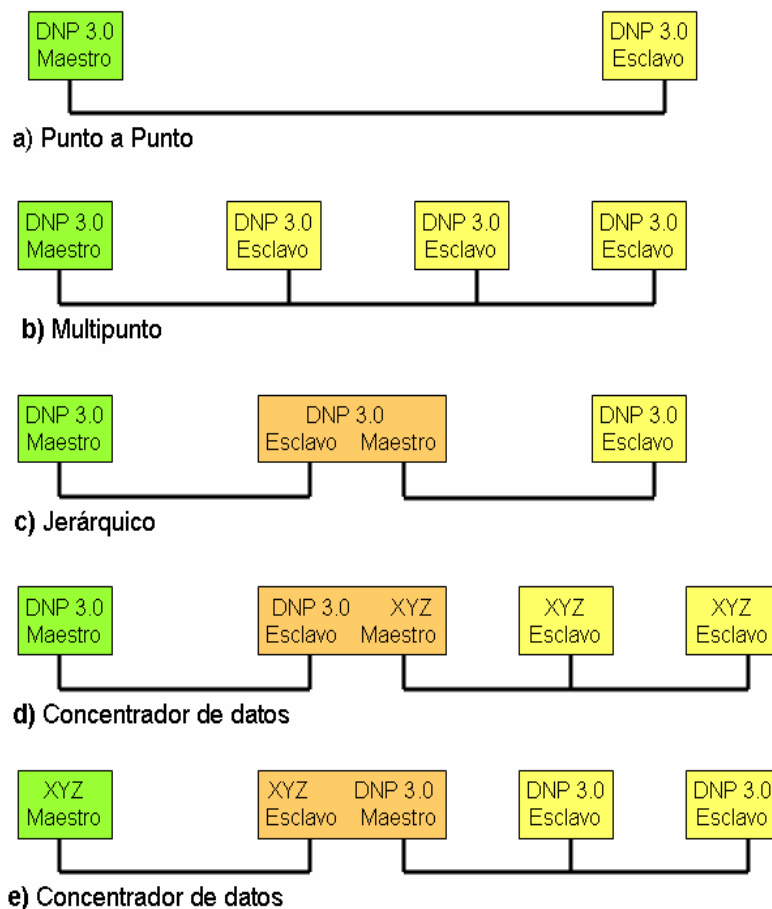 DNP 3.0 DNP 3.0
Maestro Esclavo
a) Punto a Punto
DNP 3.0 DNP 3.0 DNP 3.0 DNP 3.0
Maestro Esclavo Esclavo Esclavo
b) Multipunto
DNP 3.0 DNP 3.0 DNP 3.0
Maestro Esclavo Maestro Esclavo
c) Jerárquico
DNP 3.0 DNP 3.0 XYZ XYZ XYZ
Maestro Esclavo Maestro Esclavo Esclavo
d) Concentrador de datos
XYZ XYZ DNP 3.0 DNP 3.0 DNP 3.0
Maestro Esclavo Maestro Esclavo Esclavo
e) Concentrador de datos